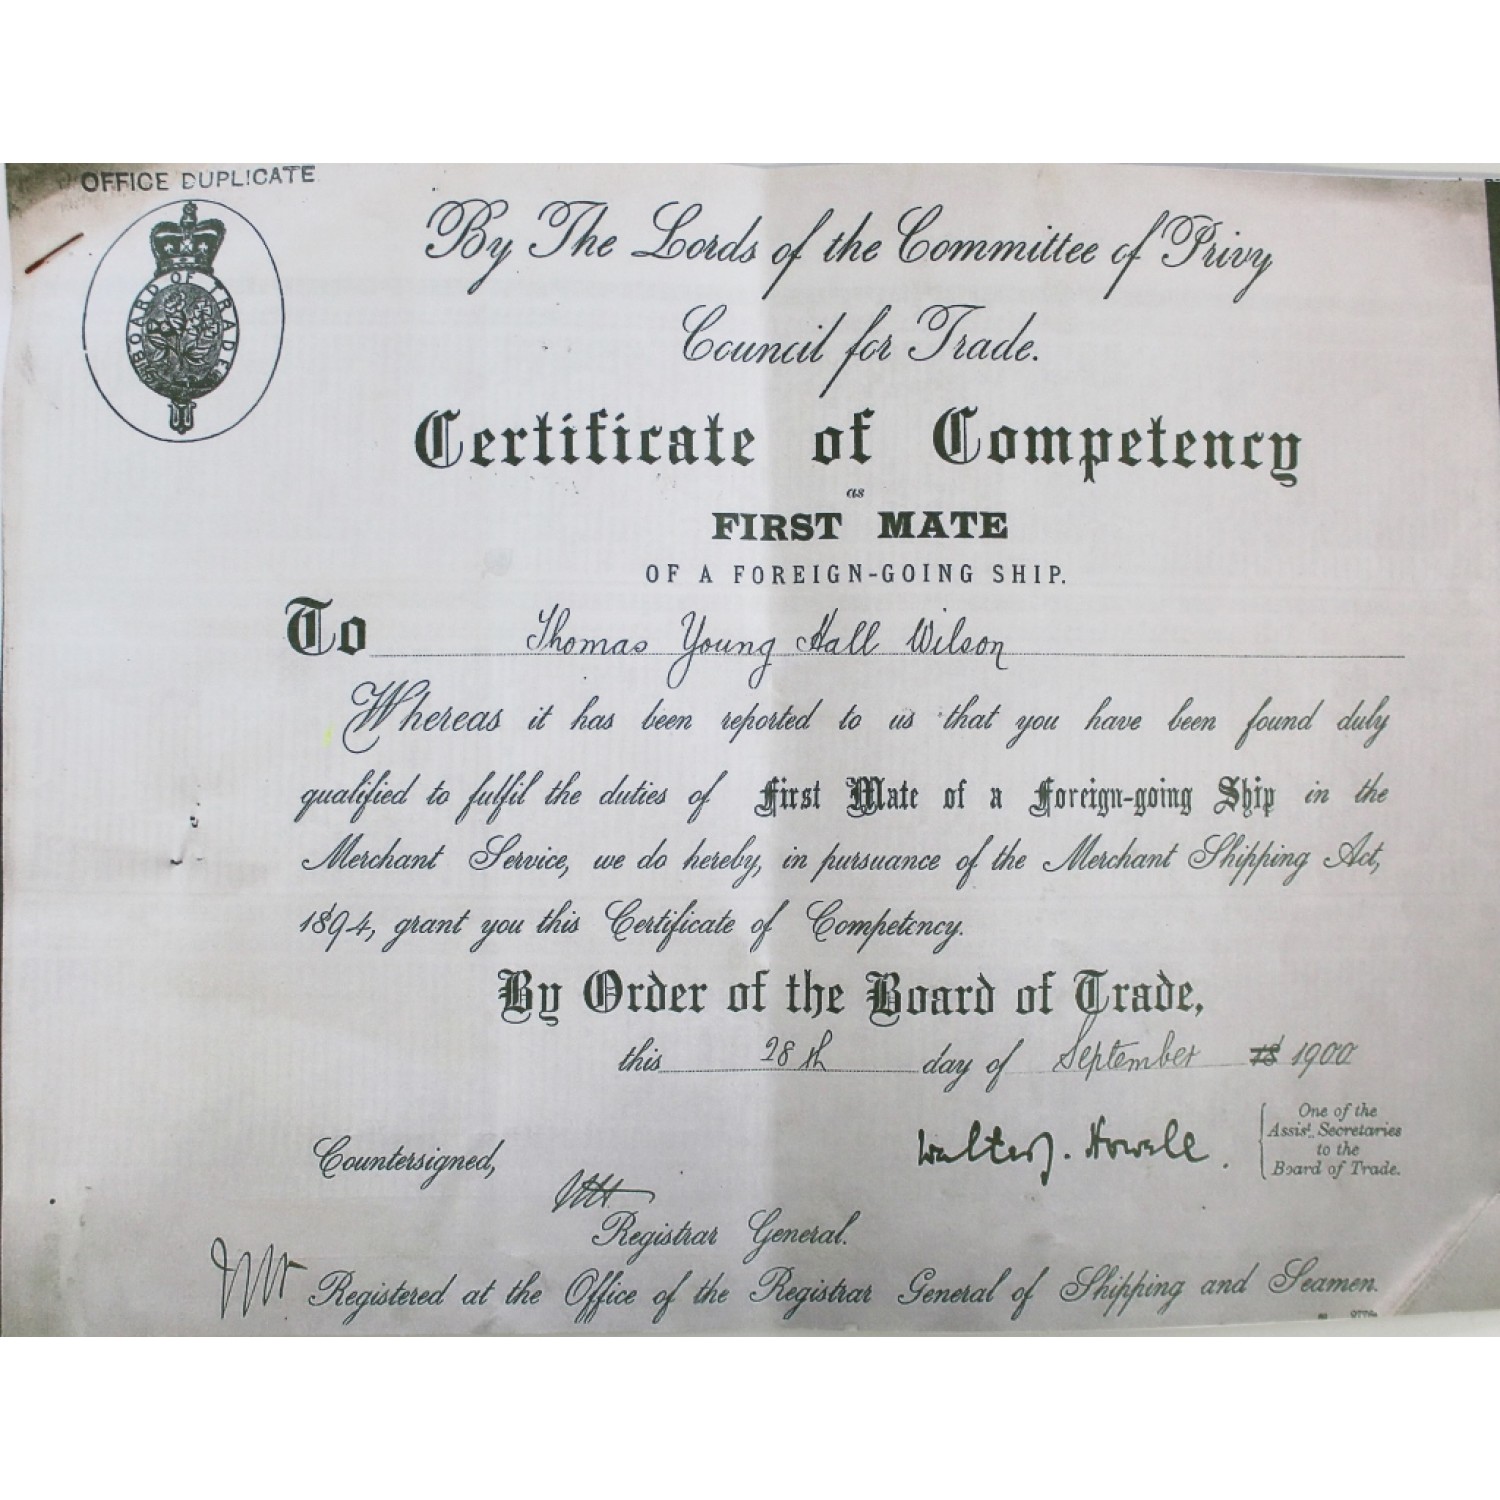 OFFICE DUPLICATE
BOARD OF TRADE
By The Lords of the Committee of Privy
Council for Trade.
Certificate of Competency
as
FIRST MATE
OF A FOREIGN-GOING SHIP.
To Thomas Young Hall Wilson
Whereas it has been reported to us that you have been found duly
qualified to fulfil the duties of First Mate of a Foreign-going Ship in the
Merchant Service, we do hereby, in pursuance of the Merchant Shipping Act,
1894, grant you this Certificate of Competency.
By Order of the Board of Trade,
this 28th day of September 18 1900
Walter J. Howell.
One of the
Assist. Secretaries
to the
Board of Trade.
Countersigned,
Registrar General.
Registered at the Office of the Registrar General of Shipping and Seamen.